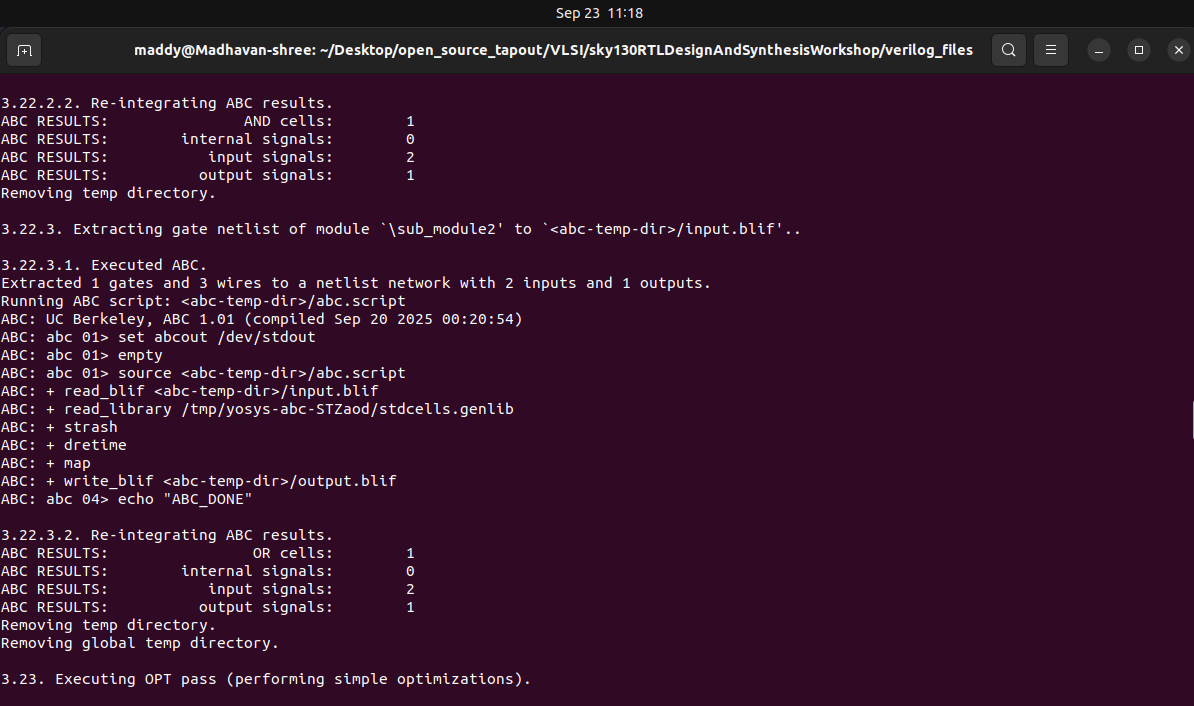 Sep 23  11:18
maddy@Madhavan-shree: ~/Desktop/open_source_tapout/VLSI/sky130RTLDesignAndSynthesisWorkshop/verilog_files
3.22.2.2. Re-integrating ABC results.
ABC RESULTS:               AND cells:        1
ABC RESULTS:        internal signals:        0
ABC RESULTS:           input signals:        2
ABC RESULTS:          output signals:        1
Removing temp directory.
3.22.3. Extracting gate netlist of module `\sub_module2' to `<abc-temp-dir>/input.blif'..
3.22.3.1. Executed ABC.
Extracted 1 gates and 3 wires to a netlist network with 2 inputs and 1 outputs.
Running ABC script: <abc-temp-dir>/abc.script
ABC: UC Berkeley, ABC 1.01 (compiled Sep 20 2025 00:20:54)
ABC: abc 01> set abcout /dev/stdout
ABC: abc 01> empty
ABC: abc 01> source <abc-temp-dir>/abc.script
ABC: + read_blif <abc-temp-dir>/input.blif
ABC: + read_library /tmp/yosys-abc-STZaod/stdcells.genlib
ABC: + strash
ABC: + dretime
ABC: + map
ABC: + write_blif <abc-temp-dir>/output.blif
ABC: abc 04> echo "ABC_DONE"
3.22.3.2. Re-integrating ABC results.
ABC RESULTS:                OR cells:        1
ABC RESULTS:        internal signals:        0
ABC RESULTS:           input signals:        2
ABC RESULTS:          output signals:        1
Removing temp directory.
Removing global temp directory.
3.23. Executing OPT pass (performing simple optimizations).